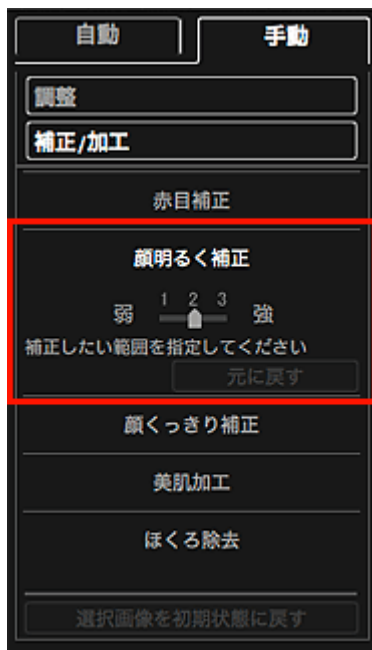 自動 手動
調整
補正/加工
赤目補正
顔明るく補正
1 2 3
弱 強
補正したい範囲を指定してください
元に戻す
顔くっきり補正
美肌加工
ほくろ除去
選択画像を初期状態に戻す